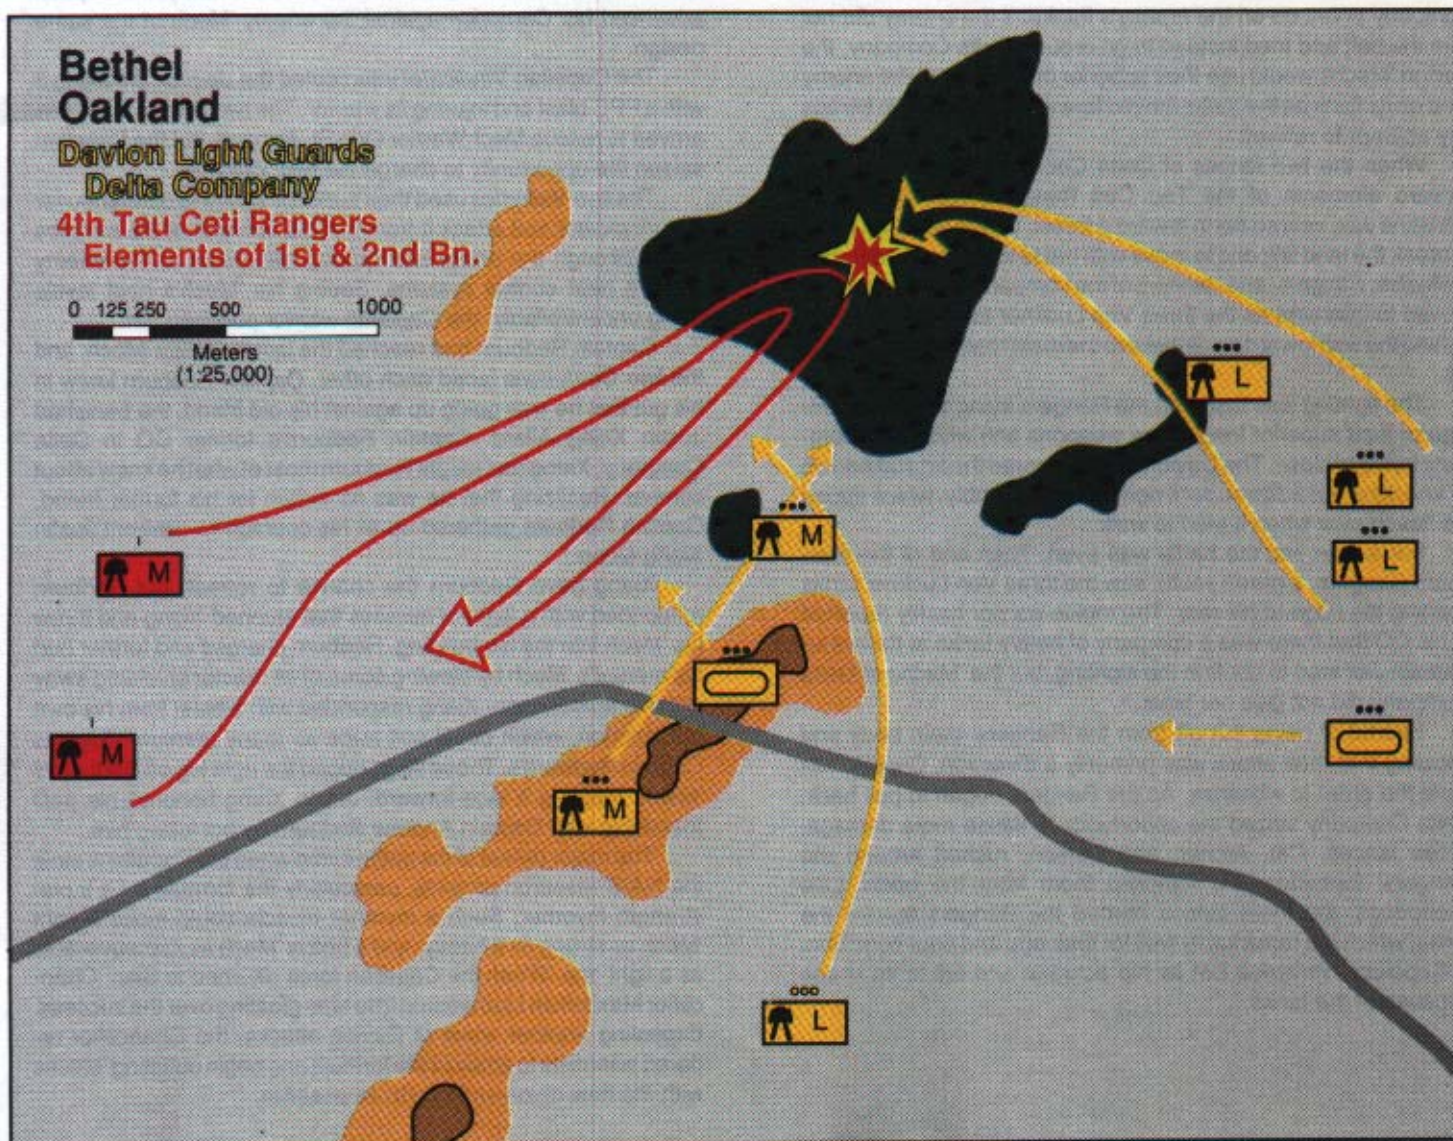 Bethel
Oakland
Davion Light Guards
Delta Company
4th Tau Ceti Rangers
Elements of 1st & 2nd Bn.
0 125 250 500 1000
Meters
(1:25,000)
L
L
M
L
M
M
M
L